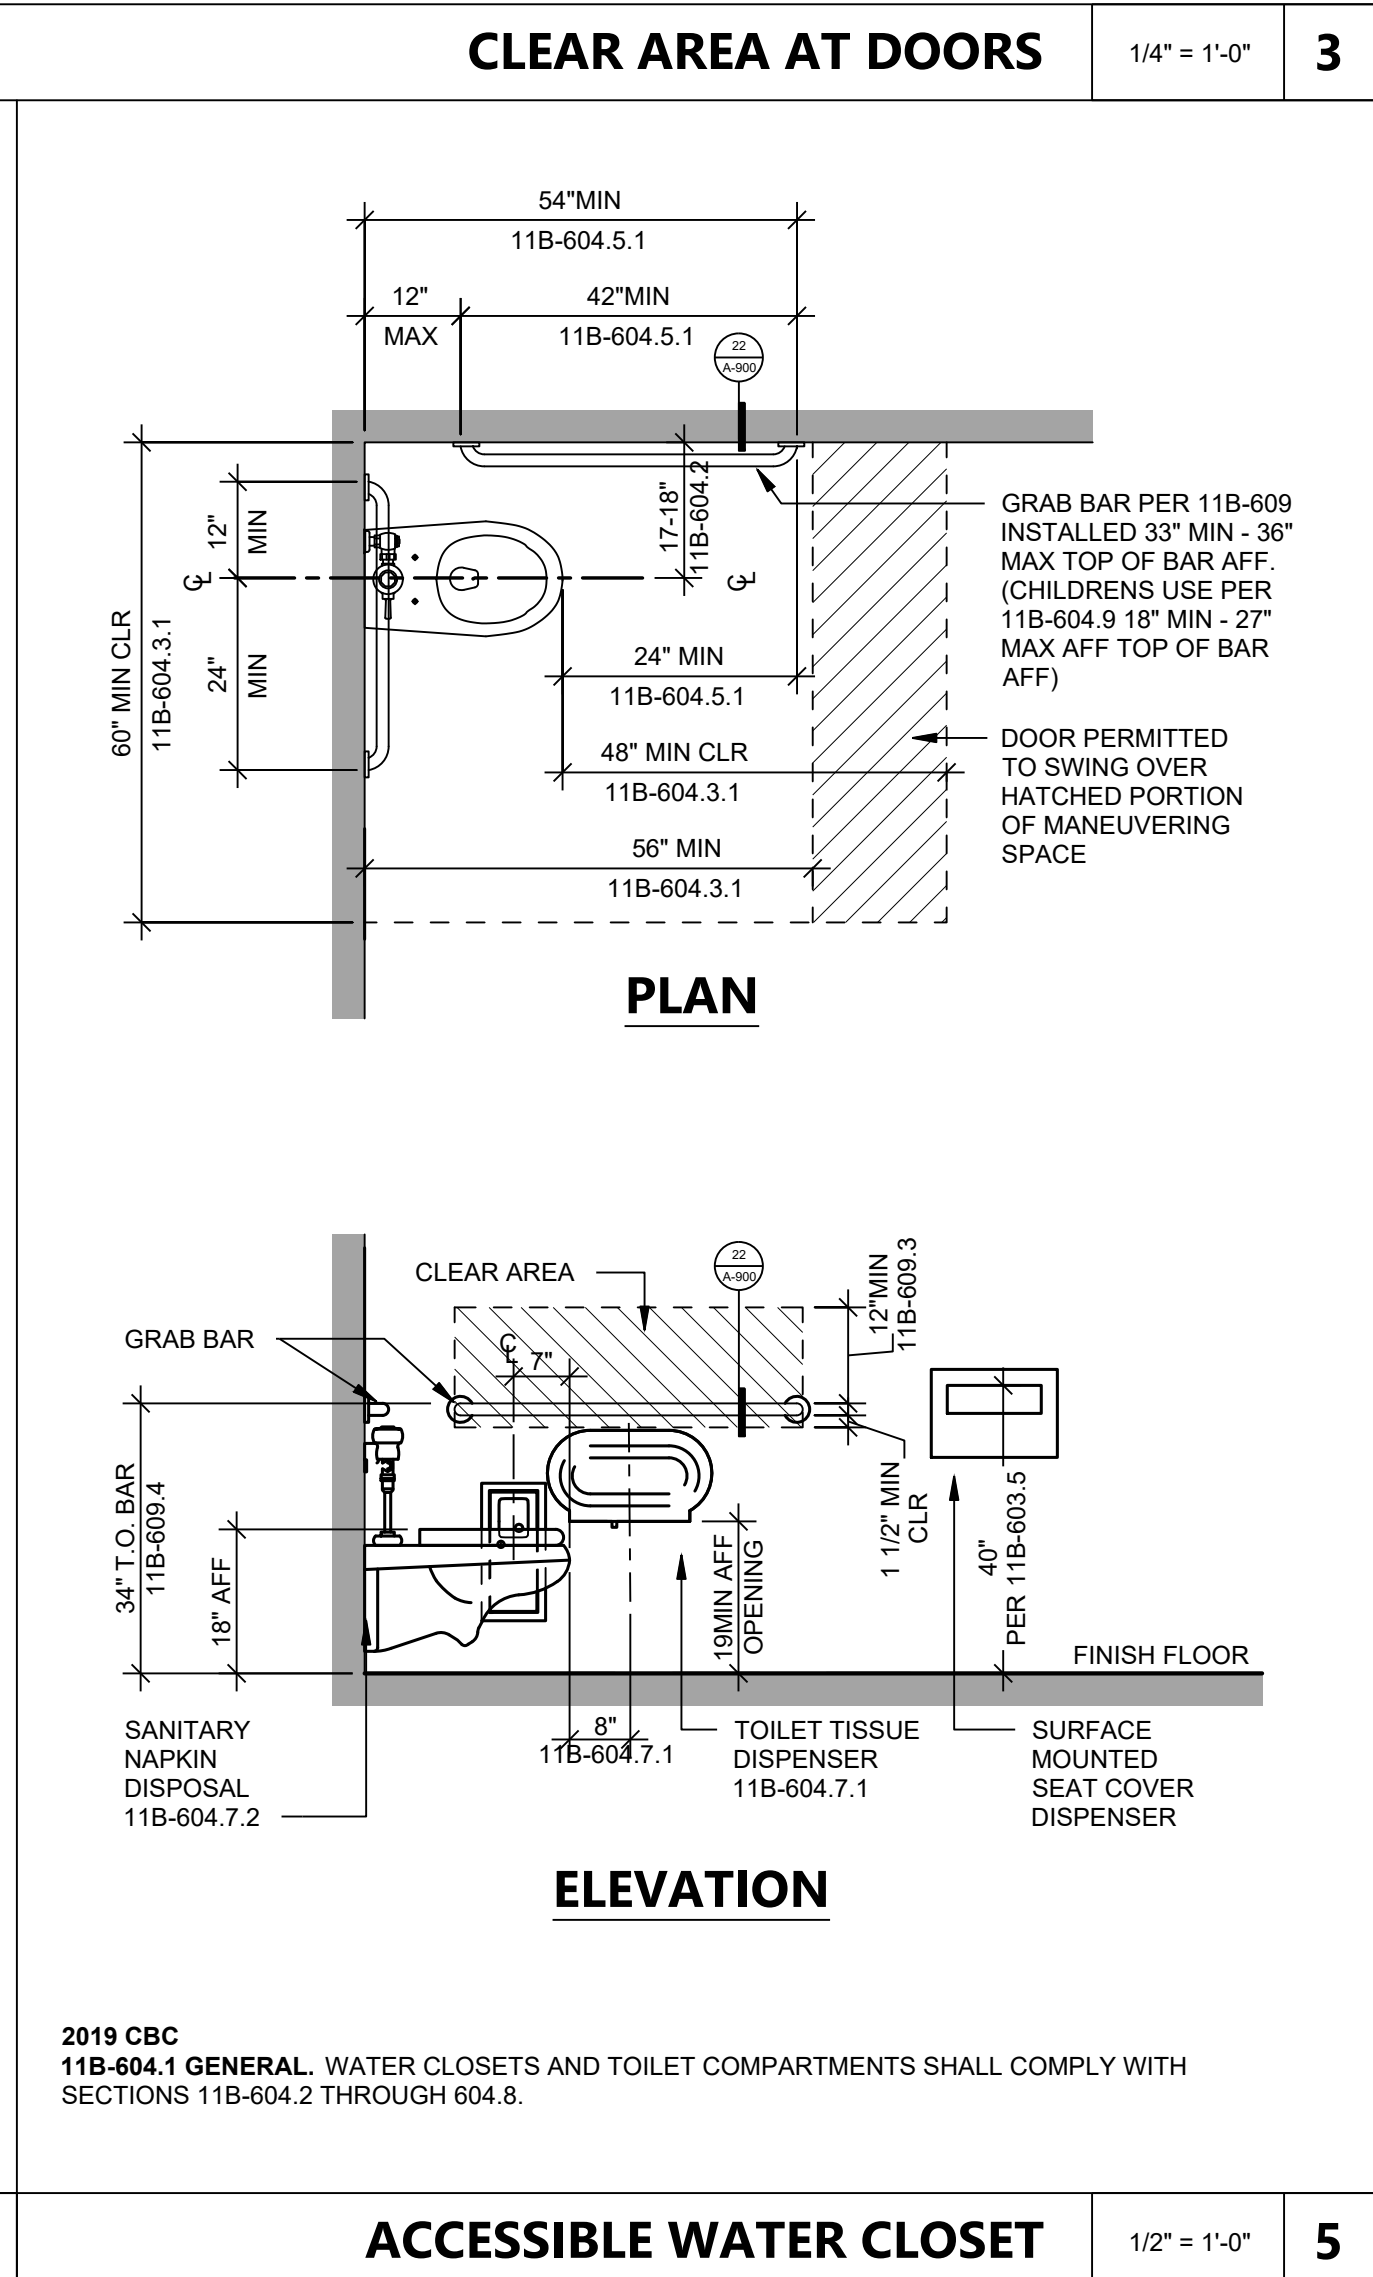 CLEAR AREA AT DOORS
1/4" = 1'-0"
3
54"MIN
11B-604.5.1
12"
MAX
42"MIN
11B-604.5.1
22
A-900
12"
MIN
24"
MIN
60" MIN CLR
11B-604.3.1
CL
17-18"
11B-604.2
CL
24" MIN
11B-604.5.1
48" MIN CLR
11B-604.3.1
56" MIN
11B-604.3.1
GRAB BAR PER 11B-609
INSTALLED 33" MIN - 36"
MAX TOP OF BAR AFF.
(CHILDRENS USE PER
11B-604.9 18" MIN - 27"
MAX AFF TOP OF BAR
AFF)
DOOR PERMITTED
TO SWING OVER
HATCHED PORTION
OF MANEUVERING
SPACE
PLAN
CLEAR AREA
22
A-900
12"MIN
11B-609.3
GRAB BAR
CL
7"
34" T.O. BAR
11B-609.4
18" AFF
19MIN AFF
OPENING
1 1/2" MIN
CLR
40"
PER 11B-603.5
FINISH FLOOR
SANITARY
NAPKIN
DISPOSAL
11B-604.7.2
8"
11B-604.7.1
TOILET TISSUE
DISPENSER
11B-604.7.1
SURFACE
MOUNTED
SEAT COVER
DISPENSER
ELEVATION
2019 CBC
11B-604.1 GENERAL. WATER CLOSETS AND TOILET COMPARTMENTS SHALL COMPLY WITH
SECTIONS 11B-604.2 THROUGH 604.8.
ACCESSIBLE WATER CLOSET
1/2" = 1'-0"
5